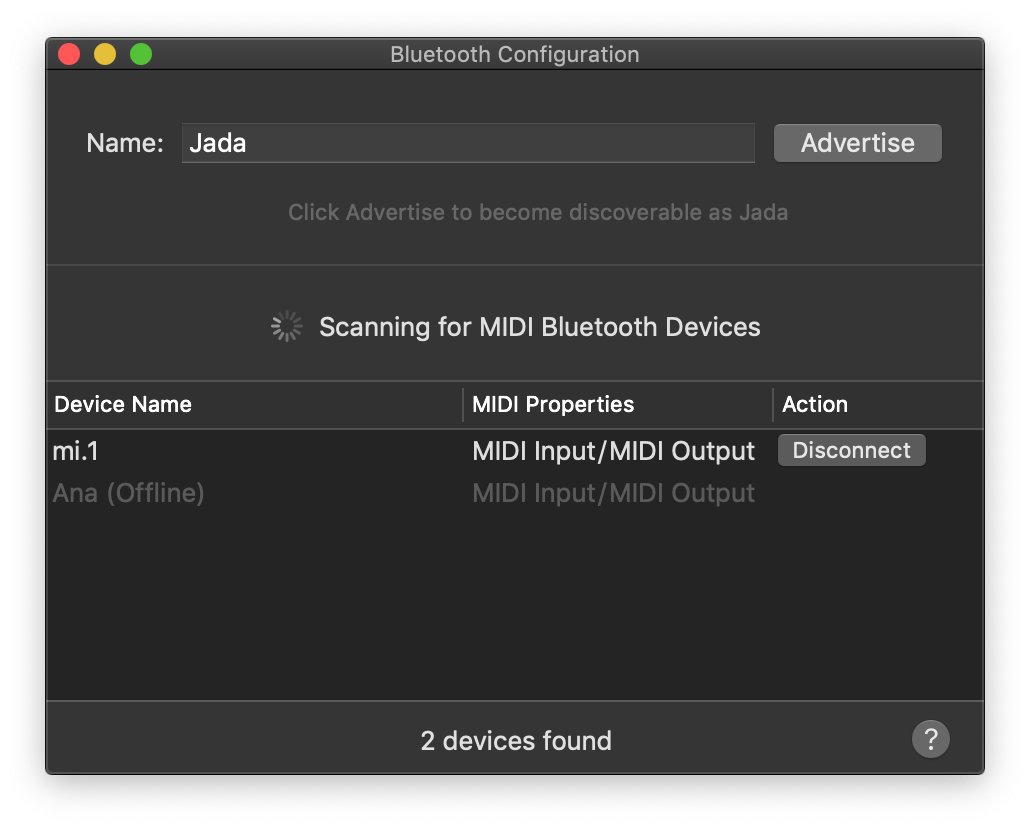 Bluetooth Configuration
Name: Jada Advertise
Click Advertise to become discoverable as Jada
Scanning for MIDI Bluetooth Devices
Device Name MIDI Properties Action
mi.1 MIDI Input/MIDI Output Disconnect
Ana (Offline) MIDI Input/MIDI Output
2 devices found ?